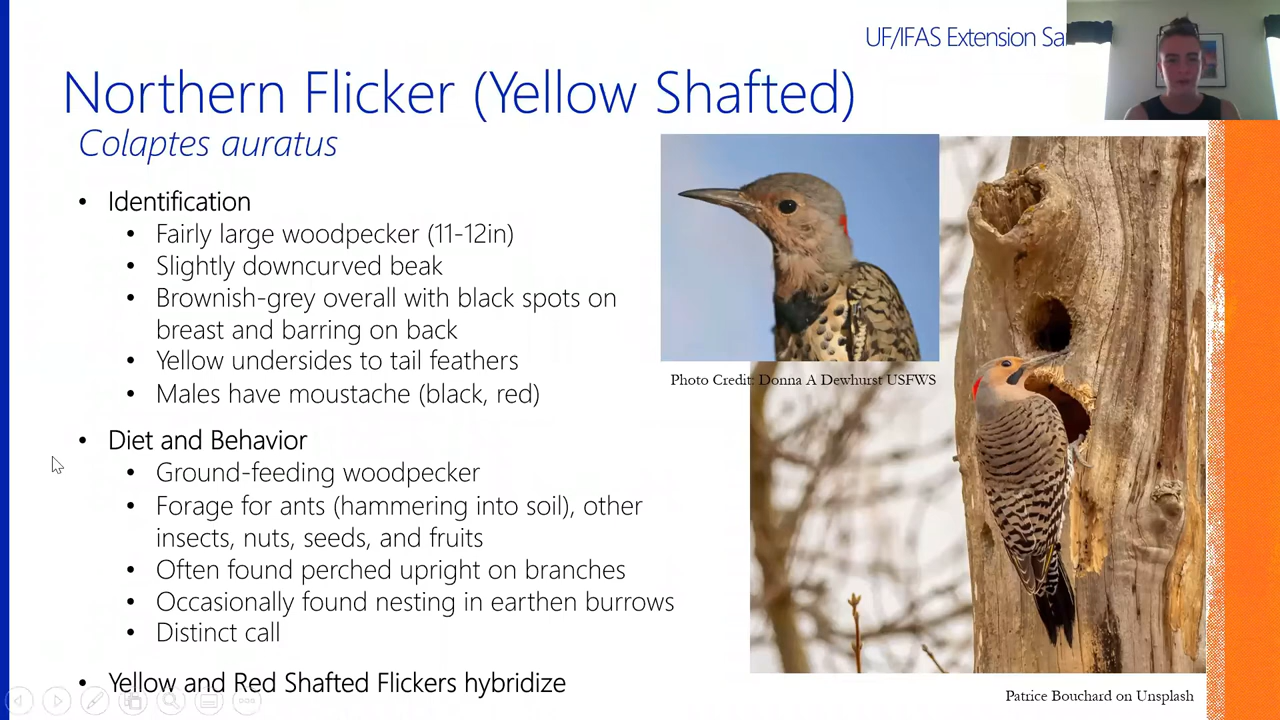 UF/IFAS Extension Sa
Northern Flicker (Yellow Shafted)
Colaptes auratus
• Identification
• Fairly large woodpecker (11-12in)
• Slightly downcurved beak
• Brownish-grey overall with black spots on
breast and barring on back
• Yellow undersides to tail feathers
• Males have moustache (black, red)
• Diet and Behavior
• Ground-feeding woodpecker
• Forage for ants (hammering into soil), other
insects, nuts, seeds, and fruits
• Often found perched upright on branches
• Occasionally found nesting in earthen burrows
• Distinct call
• Yellow and Red Shafted Flickers hybridize
Photo Credit: Donna A Dewhurst USFWS
Patrice Bouchard on Unsplash